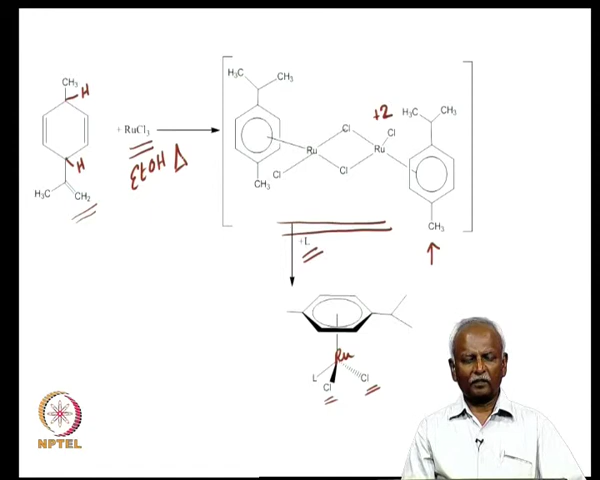 CH₃
H
+ RuCl₃
EtOH Δ
H
H₃C
CH₂
H₃C
CH₃
Ru
Cl
Cl
Cl
CH₃
+2
H₃C
CH₃
Cl
Ru
CH₃
+L
Ru
L
Cl
Cl
NPTEL